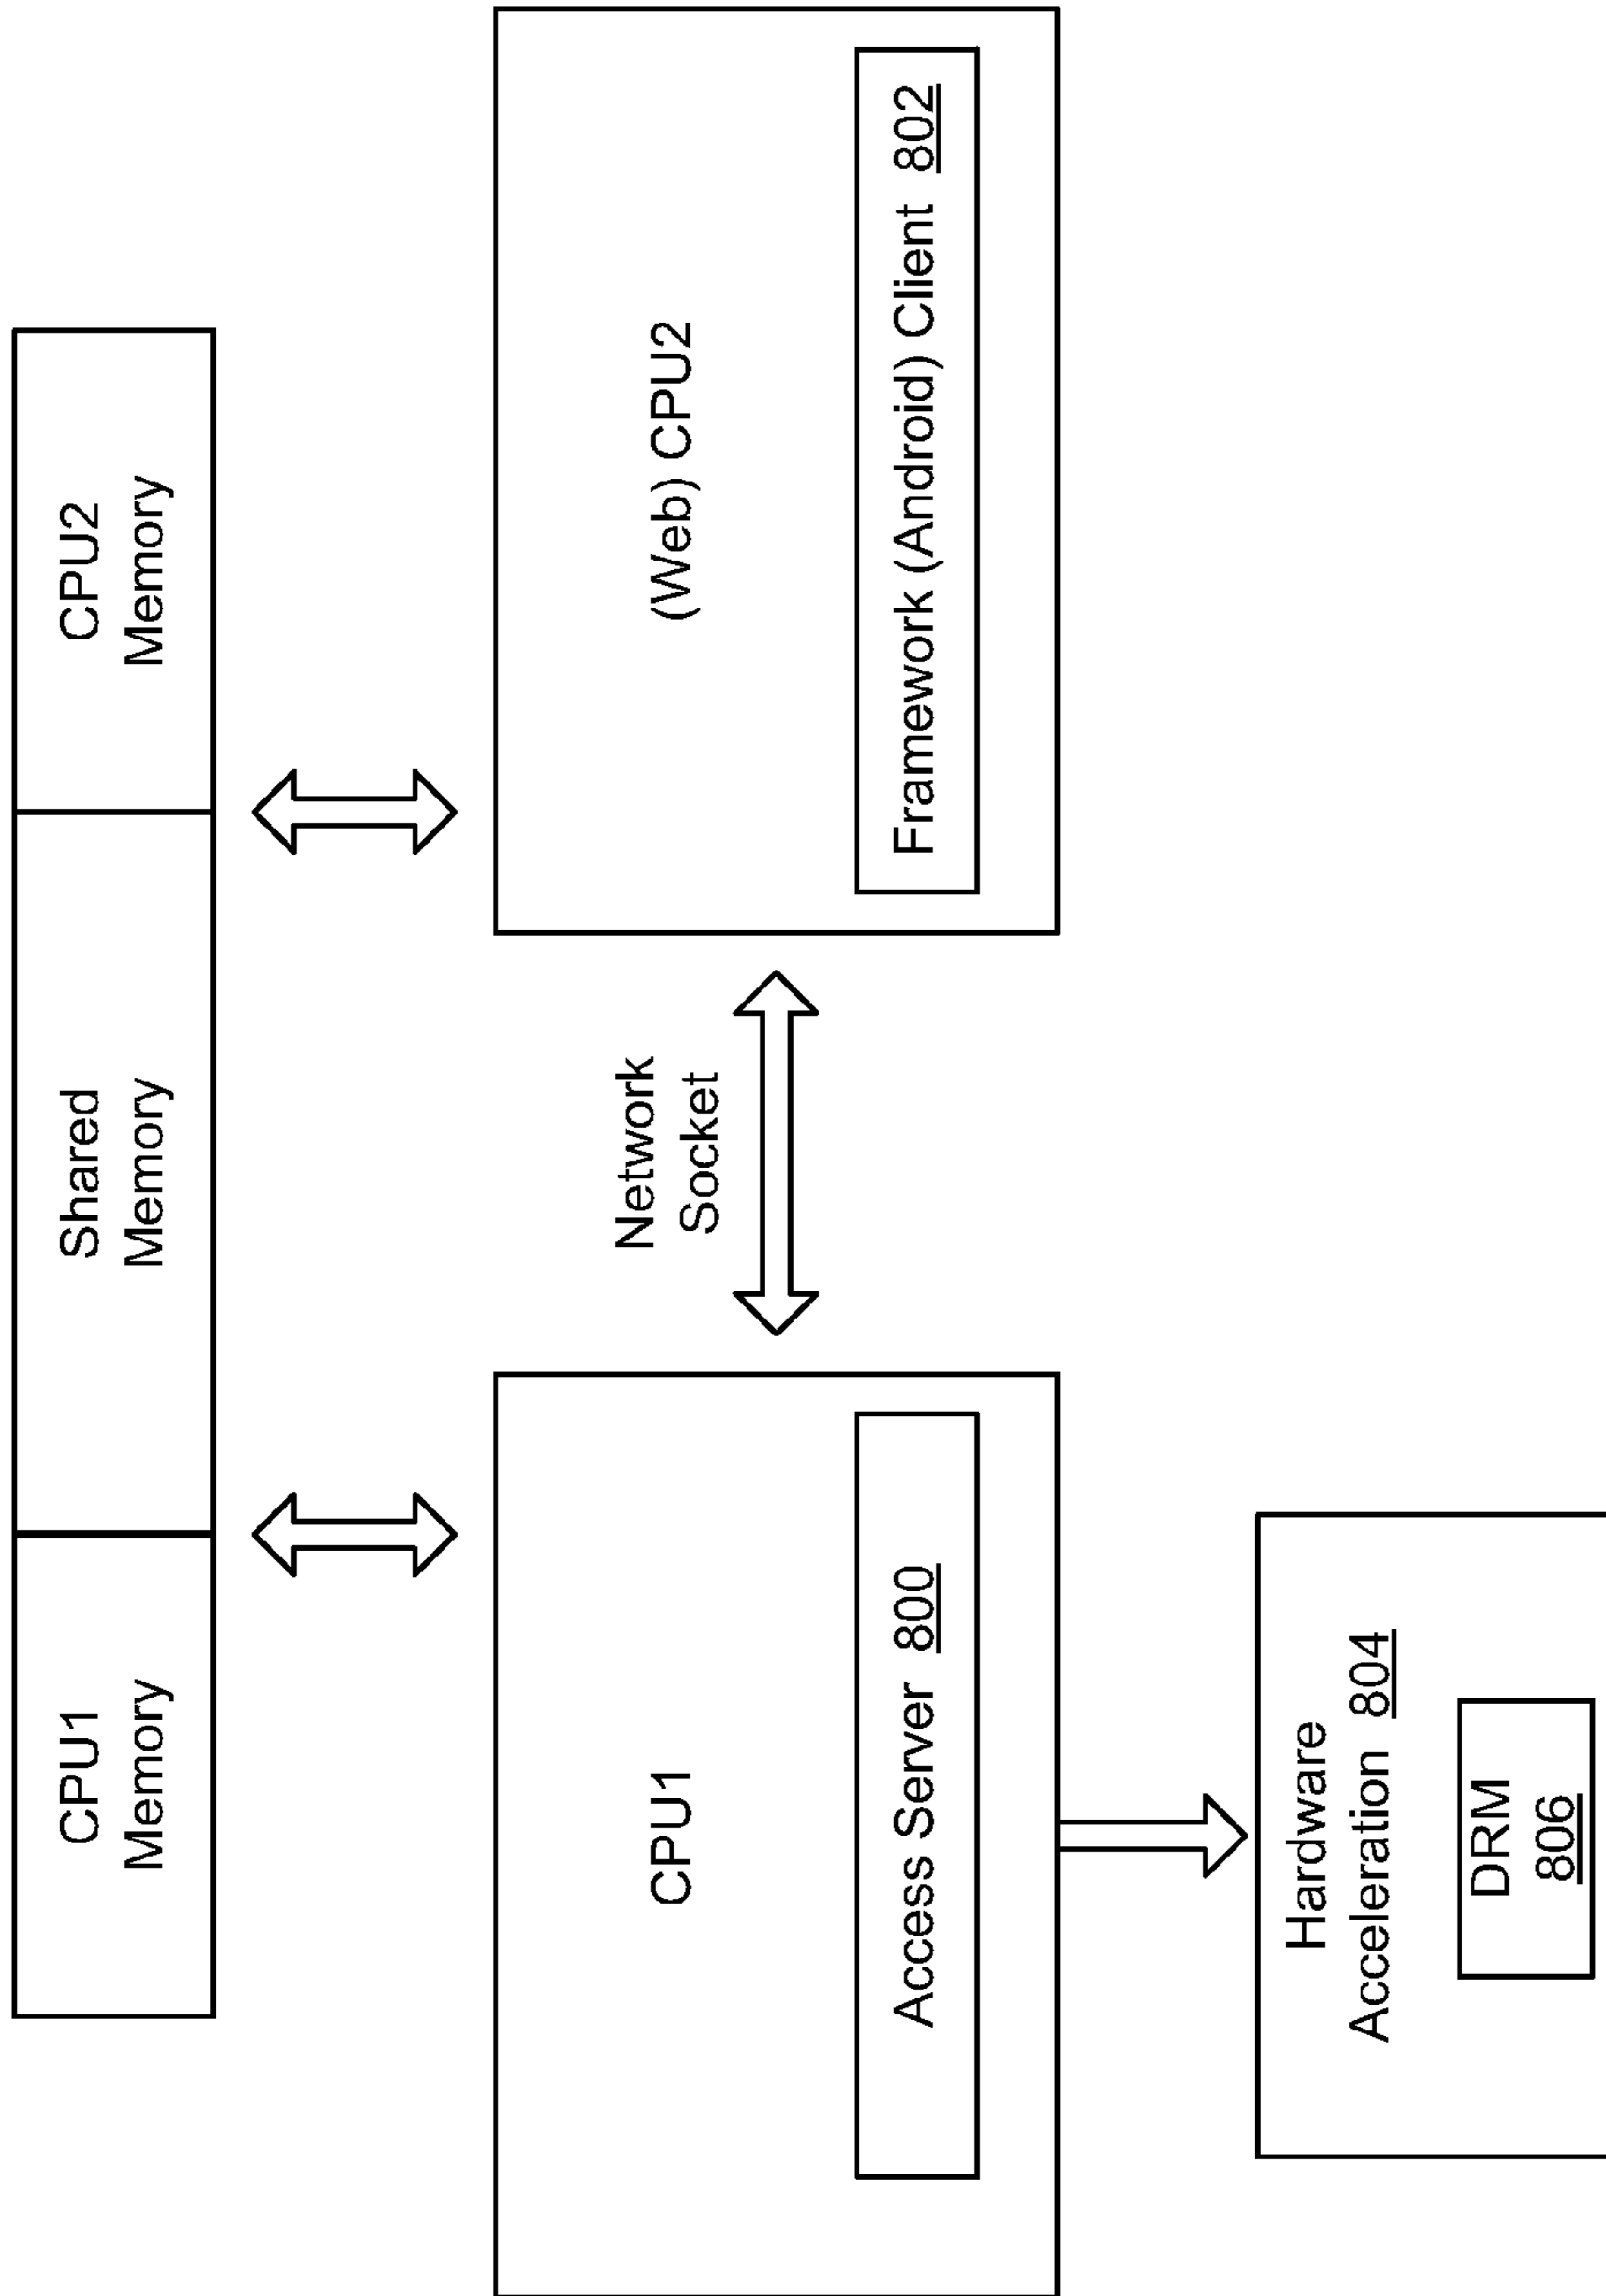 CPU1
Memory
Shared
Memory
CPU2
Memory
CPU1
Access Server 800
Network
Socket
(Web) CPU2
Framework (Android) Client 802
Hardware
Acceleration 804
DRM
806